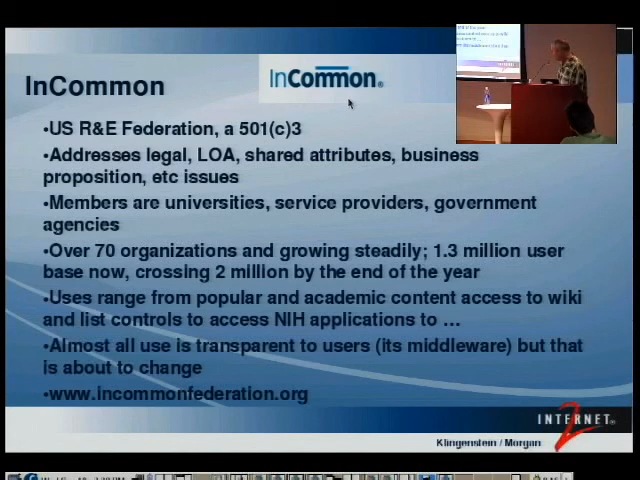 InCommon
InCommon®
•US R&E Federation, a 501(c)3
•Addresses legal, LOA, shared attributes, business
proposition, etc issues
•Members are universities, service providers, government
agencies
•Over 70 organizations and growing steadily; 1.3 million user
base now, crossing 2 million by the end of the year
•Uses range from popular and academic content access to wiki
and list controls to access NIH applications to ...
•Almost all use is transparent to users (its middleware) but that
is about to change
•www.incommonfederation.org
INTERNET®
2
Klingenstein / Morgan